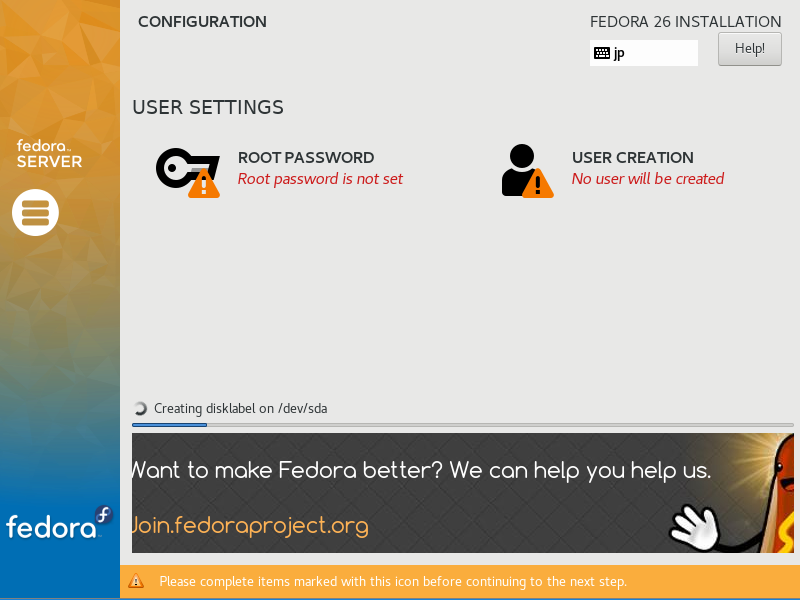 CONFIGURATION
FEDORA 26 INSTALLATION
jp
Help!
fedora™
SERVER
USER SETTINGS
ROOT PASSWORD
Root password is not set
USER CREATION
No user will be created
Creating disklabel on /dev/sda
Want to make Fedora better? We can help you help us.
Join.fedoraproject.org
fedora
Please complete items marked with this icon before continuing to the next step.